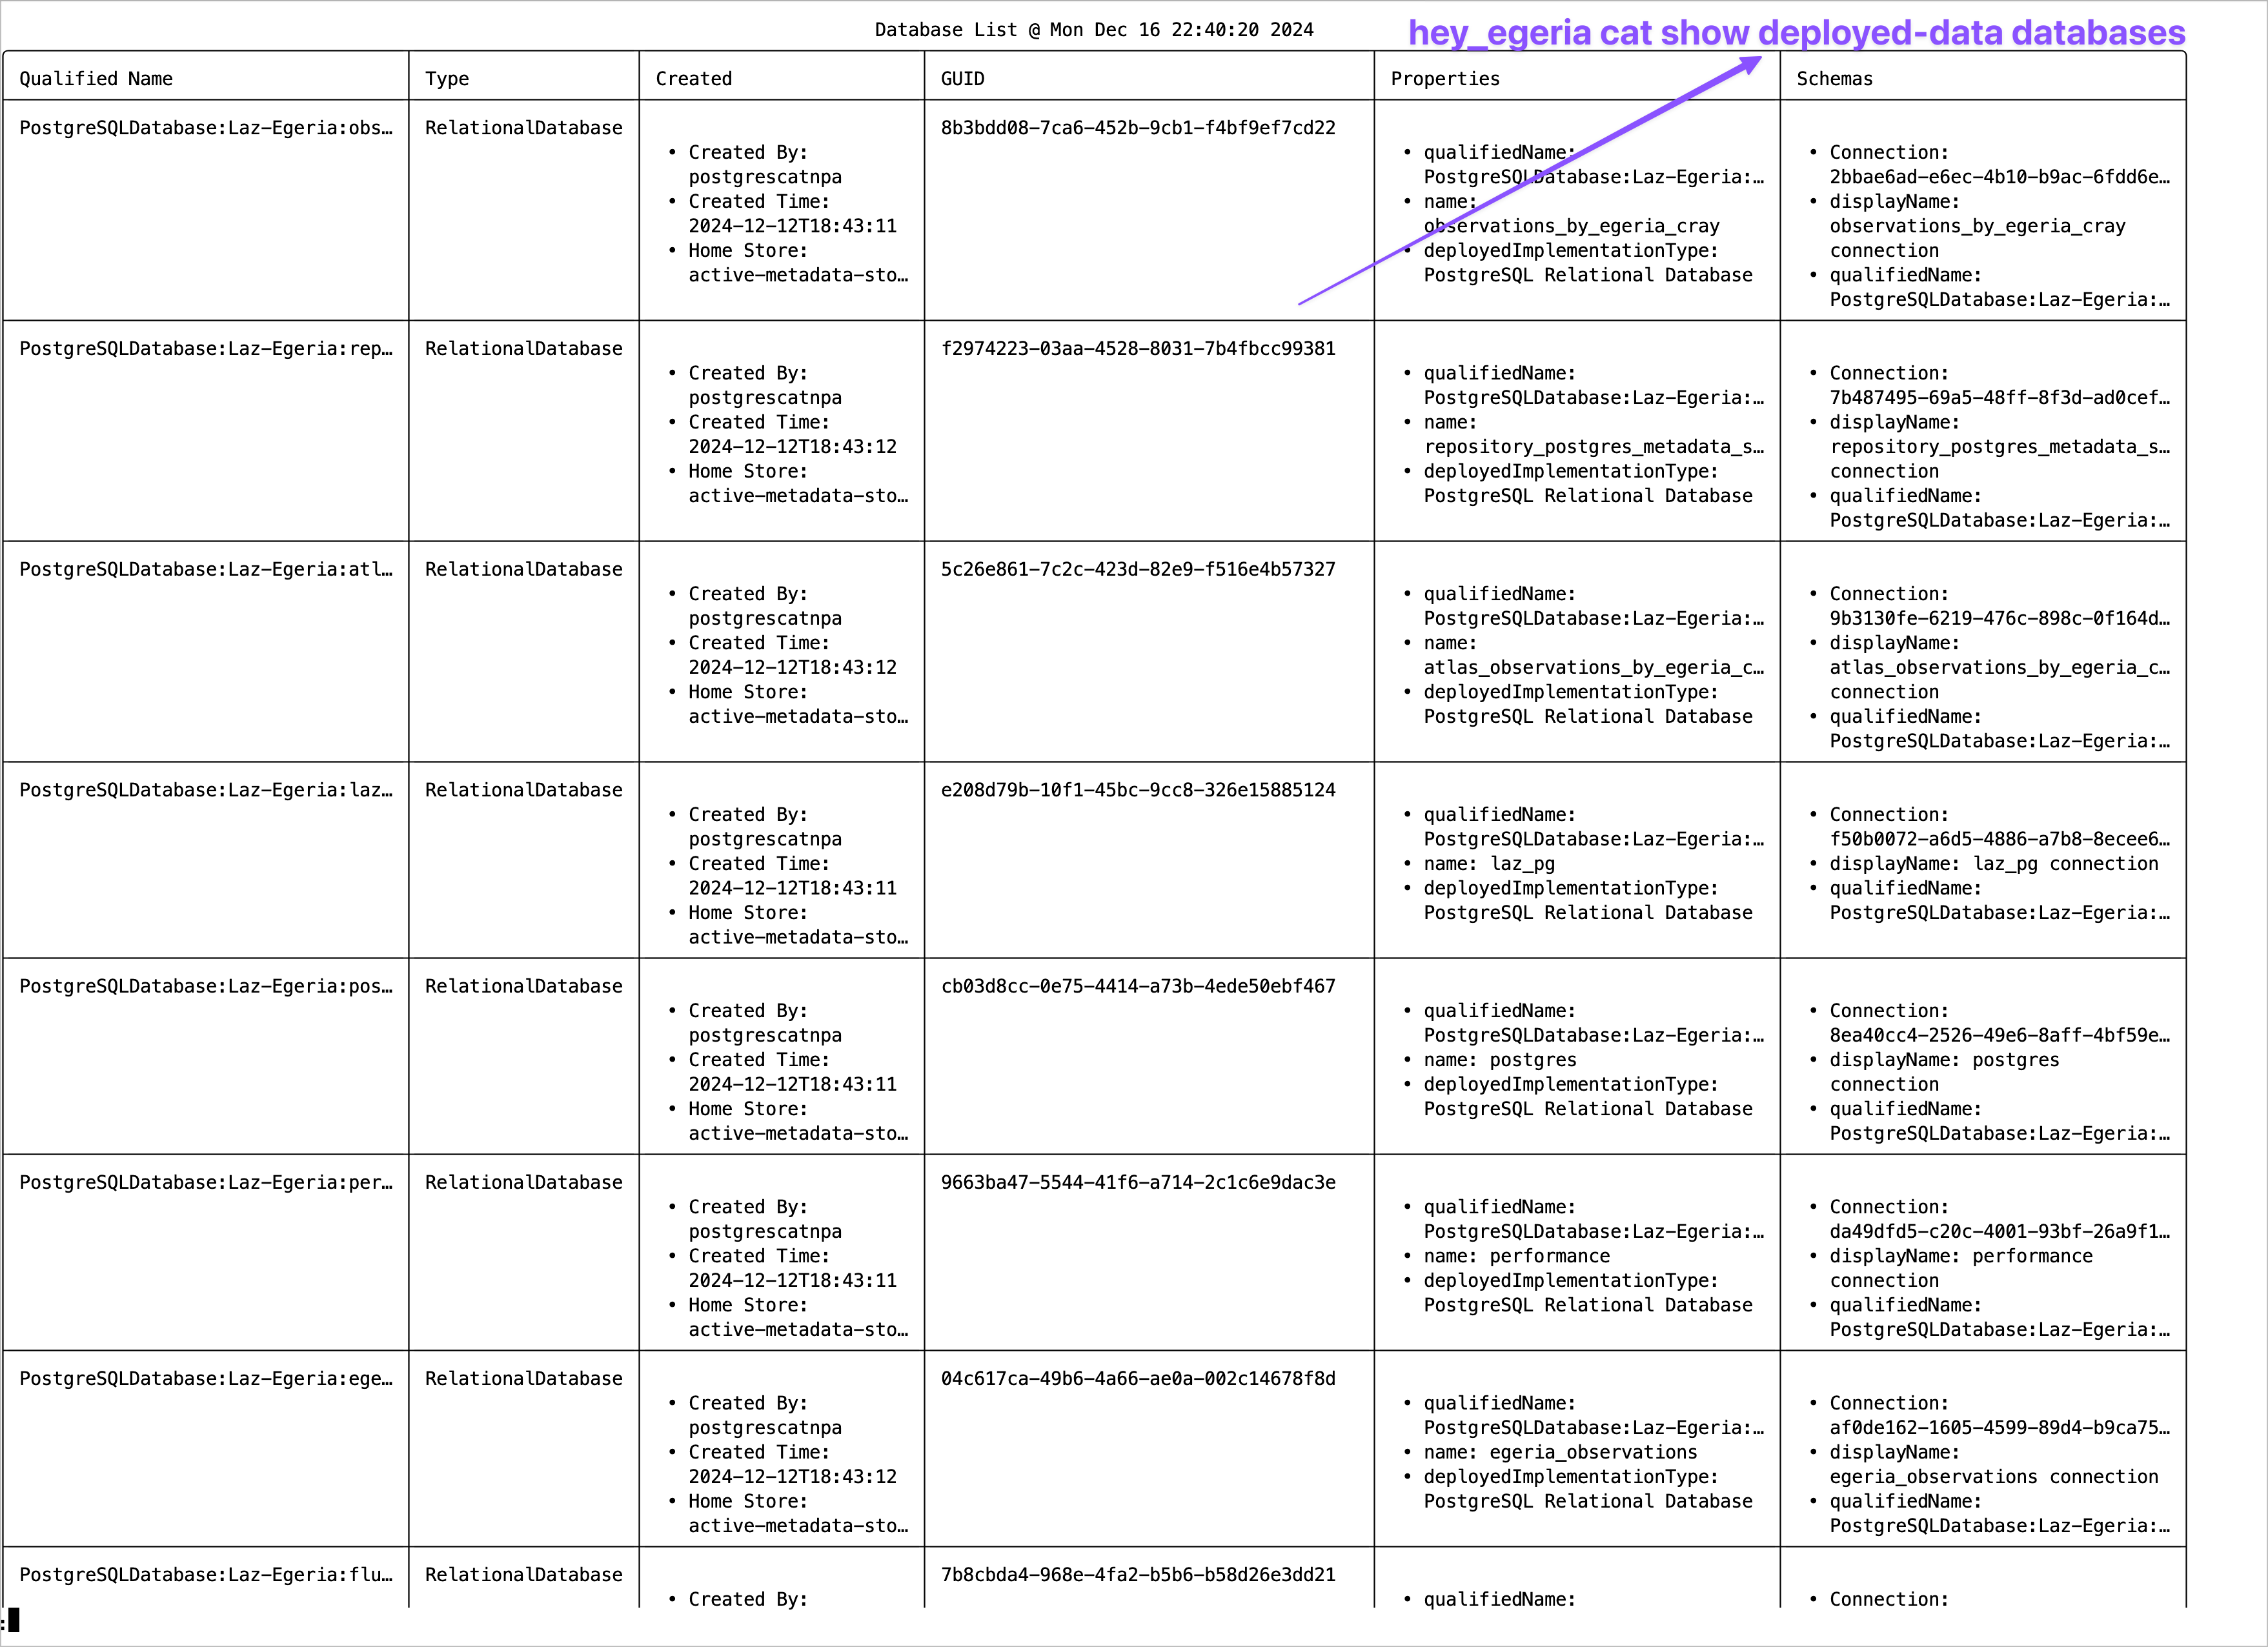 Database List @ Mon Dec 16 22:40:20 2024
hey_egeria cat show deployed-data databases
Qualified Name Type Created GUID Properties Schemas
PostgreSQLDatabase:Laz-Egeria:obs… RelationalDatabase 8b3bdd08-7ca6-452b-9cb1-f4bf9ef7cd22
• Created By: • qualifiedName: • Connection:
postgrescatnpa PostgreSQLDatabase:Laz-Egeria:… 2bbae6ad-e6ec-4b10-b9ac-6fdd6e…
• Created Time: • name: • displayName:
2024-12-12T18:43:11 observations_by_egeria_cray observations_by_egeria_cray
• Home Store: • deployedImplementationType: connection
active-metadata-sto… PostgreSQL Relational Database • qualifiedName:
PostgreSQLDatabase:Laz-Egeria:…
PostgreSQLDatabase:Laz-Egeria:rep… RelationalDatabase f2974223-03aa-4528-8031-7b4fbcc99381
• Created By: • qualifiedName: • Connection:
postgrescatnpa PostgreSQLDatabase:Laz-Egeria:… 7b487495-69a5-48ff-8f3d-ad0cef…
• Created Time: • name: • displayName:
2024-12-12T18:43:12 repository_postgres_metadata_s… repository_postgres_metadata_s…
• Home Store: • deployedImplementationType: connection
active-metadata-sto… PostgreSQL Relational Database • qualifiedName:
PostgreSQLDatabase:Laz-Egeria:…
PostgreSQLDatabase:Laz-Egeria:atl… RelationalDatabase 5c26e861-7c2c-423d-82e9-f516e4b57327
• Created By: • qualifiedName: • Connection:
postgrescatnpa PostgreSQLDatabase:Laz-Egeria:… 9b3130fe-6219-476c-898c-0f164d…
• Created Time: • name: • displayName:
2024-12-12T18:43:12 atlas_observations_by_egeria_c… atlas_observations_by_egeria_c…
• Home Store: • deployedImplementationType: connection
active-metadata-sto… PostgreSQL Relational Database • qualifiedName:
PostgreSQLDatabase:Laz-Egeria:…
PostgreSQLDatabase:Laz-Egeria:laz… RelationalDatabase e208d79b-10f1-45bc-9cc8-326e15885124
• Created By: • qualifiedName: • Connection:
postgrescatnpa PostgreSQLDatabase:Laz-Egeria:… f50b0072-a6d5-4886-a7b8-8ecee6…
• Created Time: • name: laz_pg • displayName: laz_pg connection
2024-12-12T18:43:11 • deployedImplementationType: • qualifiedName:
• Home Store: PostgreSQL Relational Database PostgreSQLDatabase:Laz-Egeria:…
active-metadata-sto…
PostgreSQLDatabase:Laz-Egeria:pos… RelationalDatabase cb03d8cc-0e75-4414-a73b-4ede50ebf467
• Created By: • qualifiedName: • Connection:
postgrescatnpa PostgreSQLDatabase:Laz-Egeria:… 8ea40cc4-2526-49e6-8aff-4bf59e…
• Created Time: • name: postgres • displayName: postgres
2024-12-12T18:43:11 • deployedImplementationType: connection
• Home Store: PostgreSQL Relational Database • qualifiedName:
active-metadata-sto… PostgreSQLDatabase:Laz-Egeria:…
PostgreSQLDatabase:Laz-Egeria:per… RelationalDatabase 9663ba47-5544-41f6-a714-2c1c6e9dac3e
• Created By: • qualifiedName: • Connection:
postgrescatnpa PostgreSQLDatabase:Laz-Egeria:… da49dfd5-c20c-4001-93bf-26a9f1…
• Created Time: • name: performance • displayName: performance
2024-12-12T18:43:11 • deployedImplementationType: connection
• Home Store: PostgreSQL Relational Database • qualifiedName:
active-metadata-sto… PostgreSQLDatabase:Laz-Egeria:…
PostgreSQLDatabase:Laz-Egeria:ege… RelationalDatabase 04c617ca-49b6-4a66-ae0a-002c14678f8d
• Created By: • qualifiedName: • Connection:
postgrescatnpa PostgreSQLDatabase:Laz-Egeria:… af0de162-1605-4599-89d4-b9ca75…
• Created Time: • name: egeria_observations • displayName:
2024-12-12T18:43:12 • deployedImplementationType: egeria_observations connection
• Home Store: PostgreSQL Relational Database • qualifiedName:
active-metadata-sto… PostgreSQLDatabase:Laz-Egeria:…
PostgreSQLDatabase:Laz-Egeria:flu… RelationalDatabase 7b8cbda4-968e-4fa2-b5b6-b58d26e3dd21
• Created By: • qualifiedName: • Connection:
: